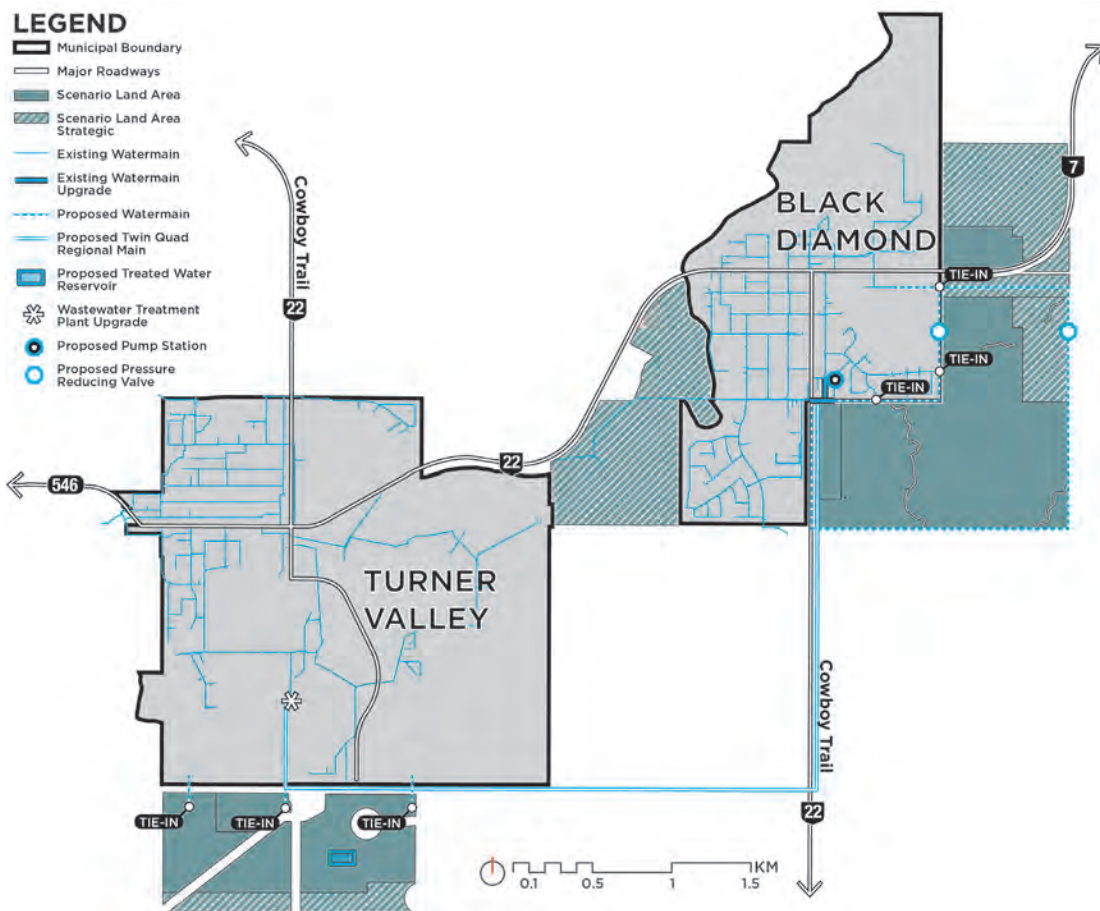 LEGEND
Municipal Boundary
Major Roadways
Scenario Land Area
Scenario Land Area
Strategic
Existing Watermain
Existing Watermain
Upgrade
Proposed Watermain
Proposed Twin Quad
Regional Main
Proposed Treated Water
Reservoir
Wastewater Treatment
Plant Upgrade
Proposed Pump Station
Proposed Pressure
Reducing Valve
Cowboy Trail
22
7
BLACK
DIAMOND
TIE-IN
TIE-IN
TIE-IN
22
546
TURNER
VALLEY
Cowboy Trail
22
TIE-IN
TIE-IN
TIE-IN
0.1
0.5
1
1.5
KM